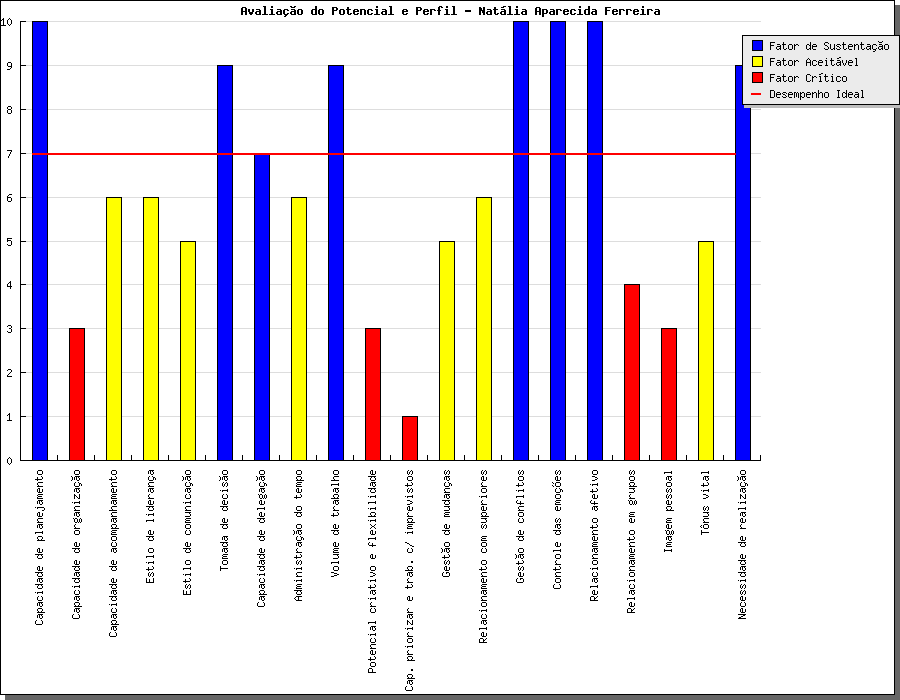 Avaliação do Potencial e Perfil - Natália Aparecida Ferreira
Fator de Sustentação
Fator Aceitável
Fator Crítico
Desempenho Ideal
10
9
8
7
6
5
4
3
2
1
0
Capacidade de planejamento
Capacidade de organização
Capacidade de acompanhamento
Estilo de liderança
Estilo de comunicação
Tomada de decisão
Capacidade de delegação
Administração do tempo
Volume de trabalho
Potencial criativo e flexibilidade
Cap. priorizar e trab. c/ imprevistos
Gestão de mudanças
Relacionamento com superiores
Gestão de conflitos
Controle das emoções
Relacionamento afetivo
Relacionamento em grupos
Imagem pessoal
Tônus vital
Necessidade de realização